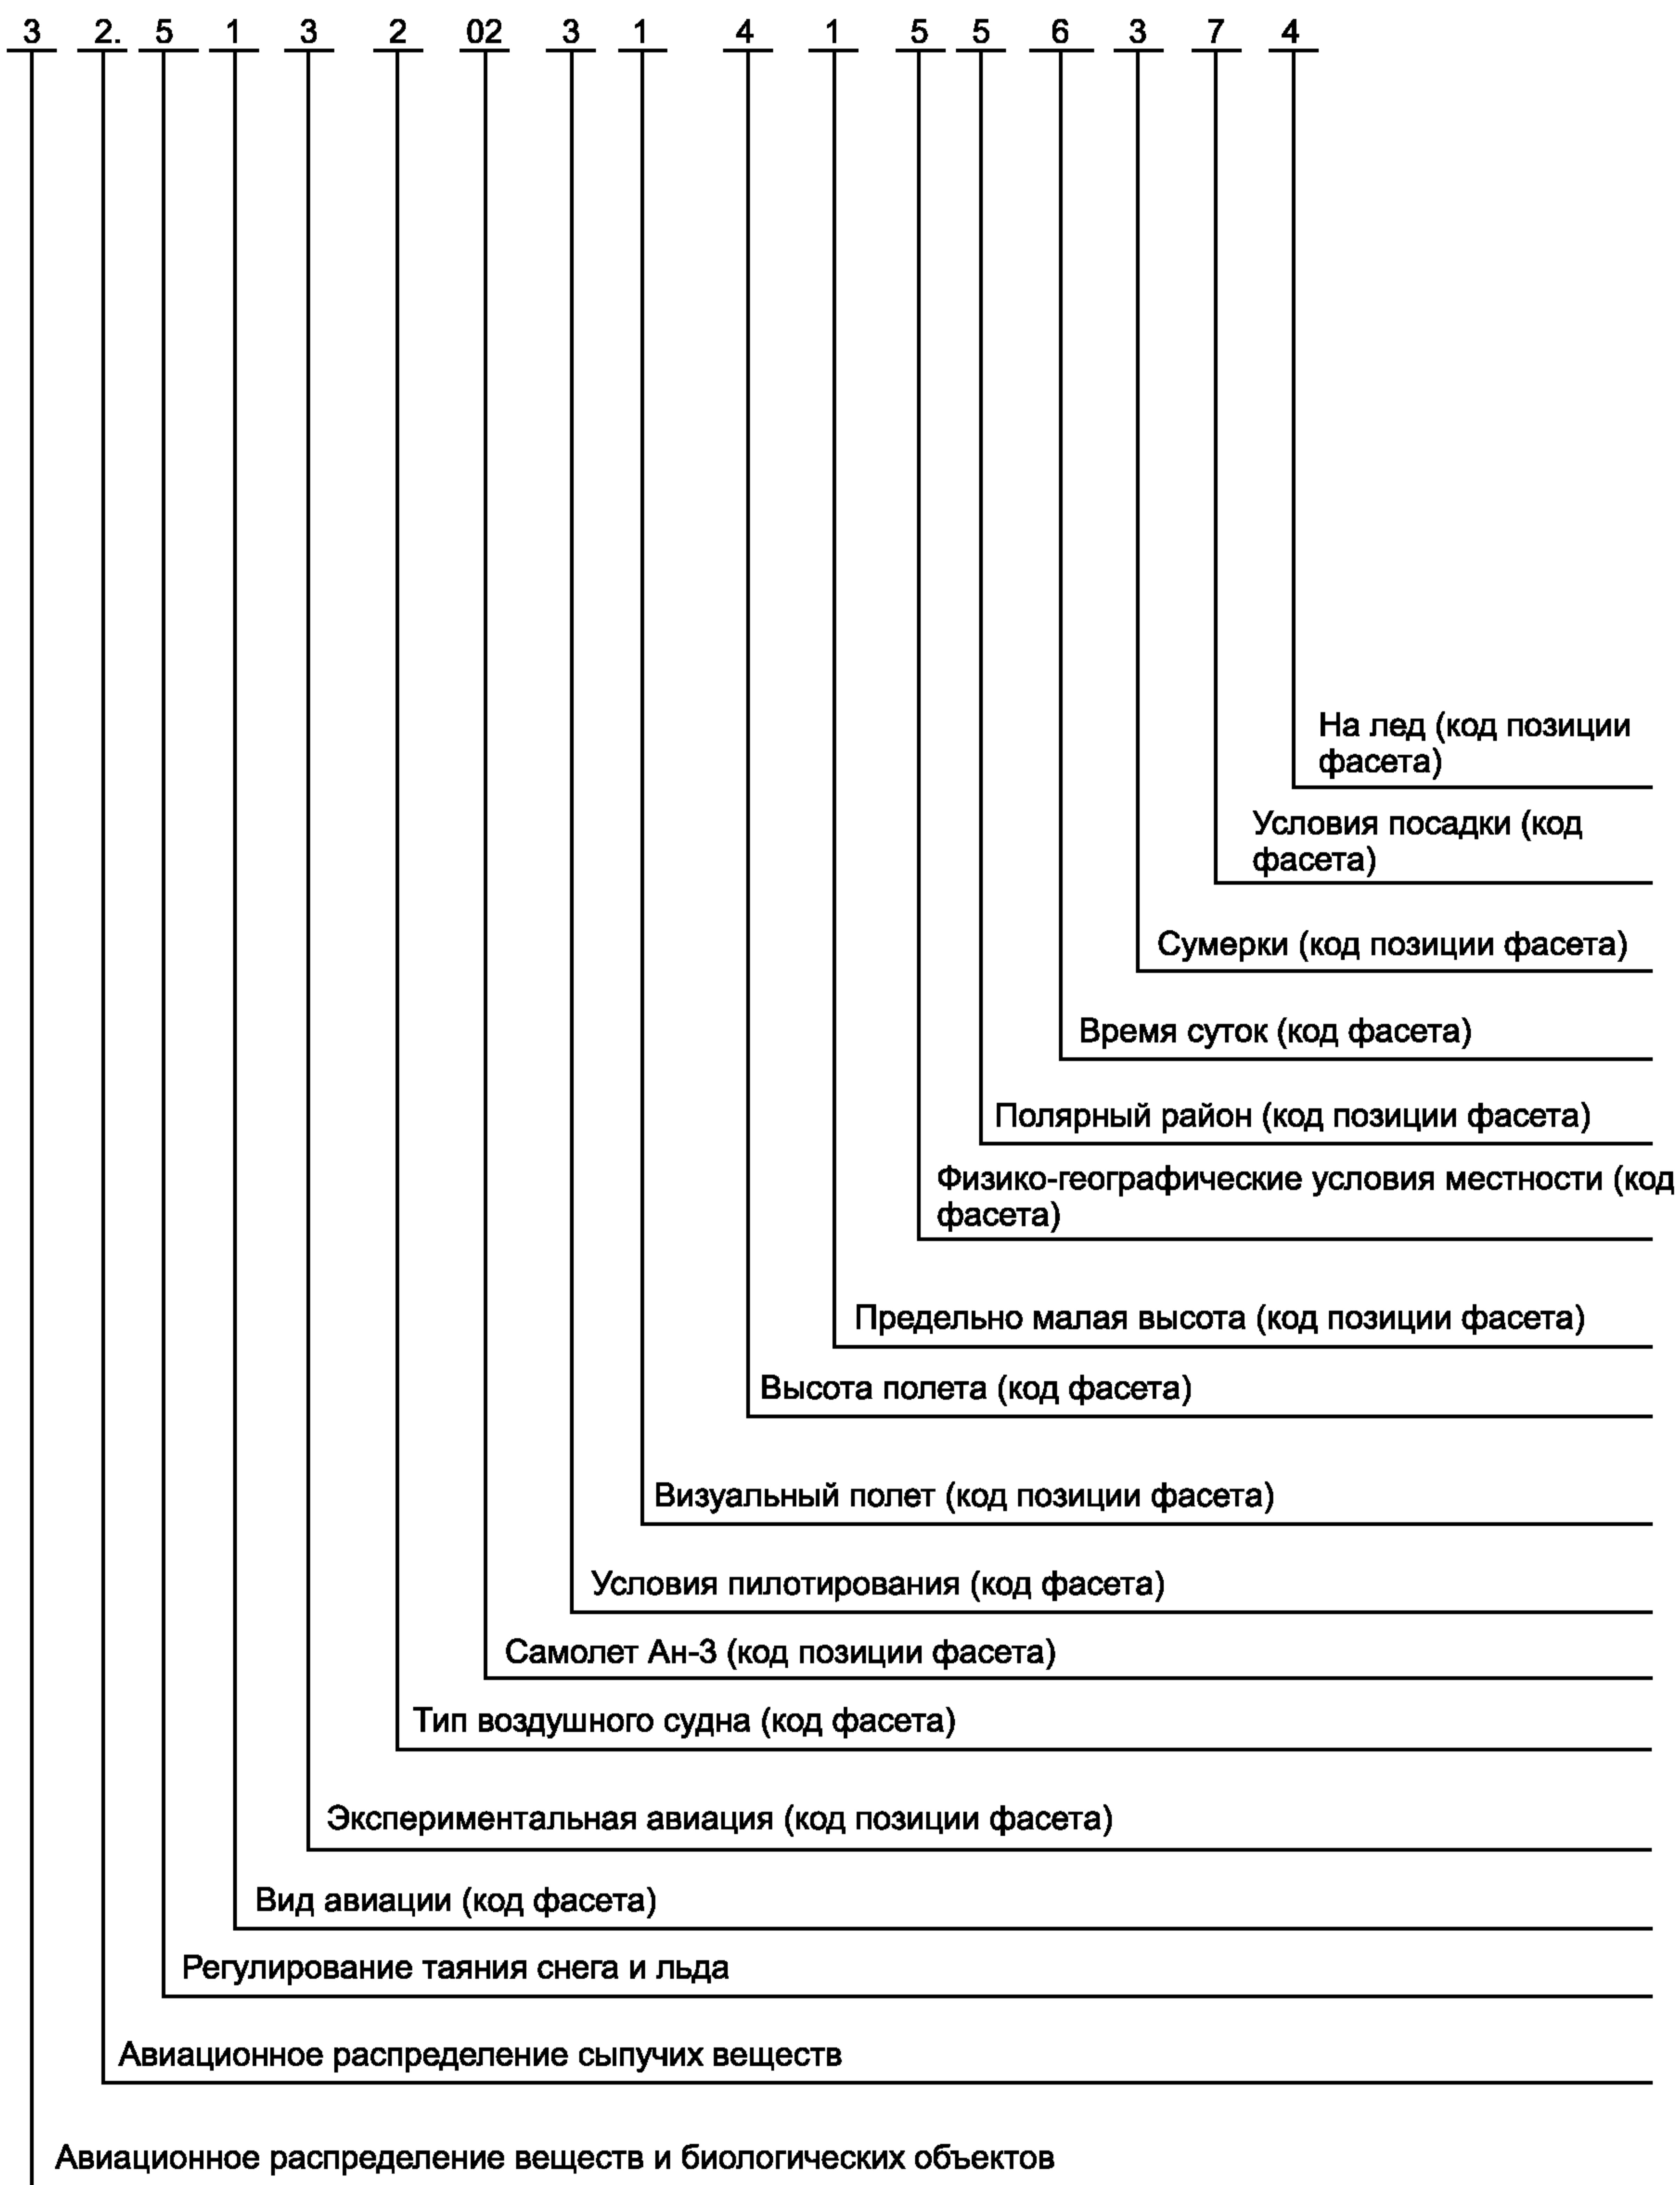 3 2. 5 1 3 2 02 3 1 4 1 5 5 6 3 7 4
На лед (код позиции
фасета)
Условия посадки (код
фасета)
Сумерки (код позиции фасета)
Время суток (код фасета)
Полярный район (код позиции фасета)
Физико-географические условия местности (код
фасета)
Предельно малая высота (код позиции фасета)
Высота полета (код фасета)
Визуальный полет (код позиции фасета)
Условия пилотирования (код фасета)
Самолет Ан-3 (код позиции фасета)
Тип воздушного судна (код фасета)
Экспериментальная авиация (код позиции фасета)
Вид авиации (код фасета)
Регулирование таяния снега и льда
Авиационное распределение сыпучих веществ
Авиационное распределение веществ и биологических объектов